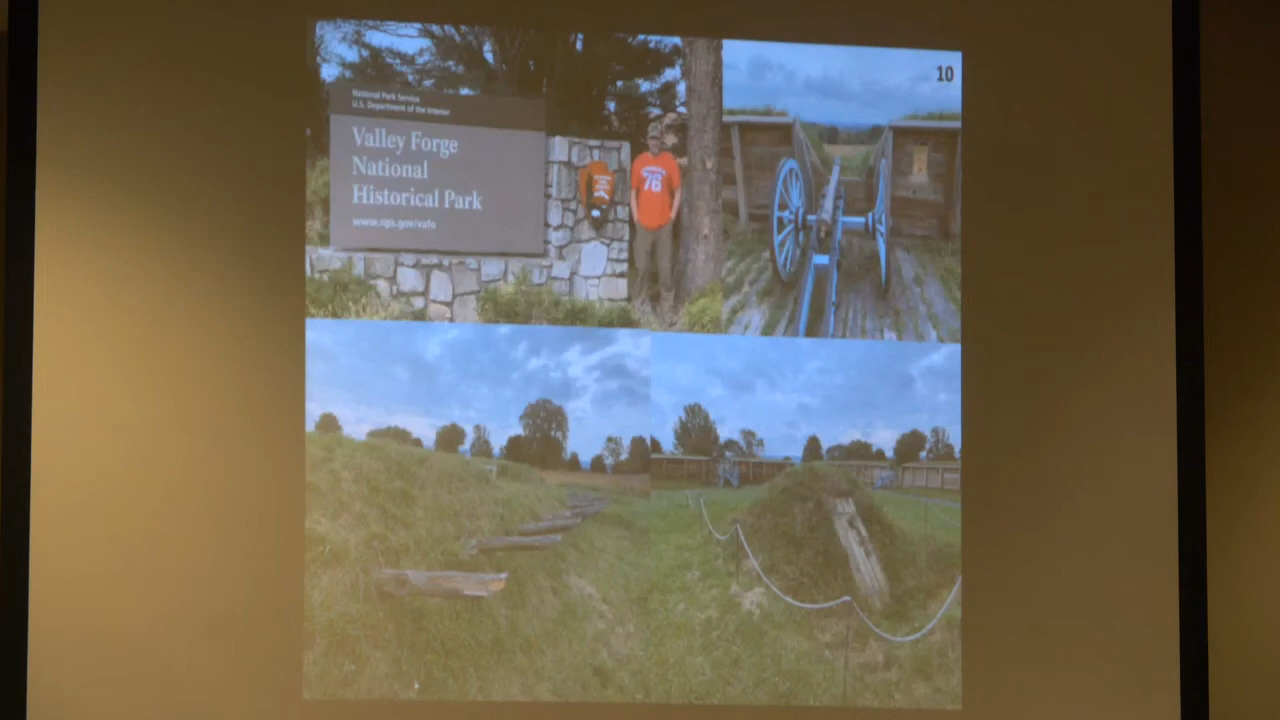 10
National Park Service
U.S. Department of the Interior
Valley Forge
National
Historical Park
www.nps.gov/vafo
76